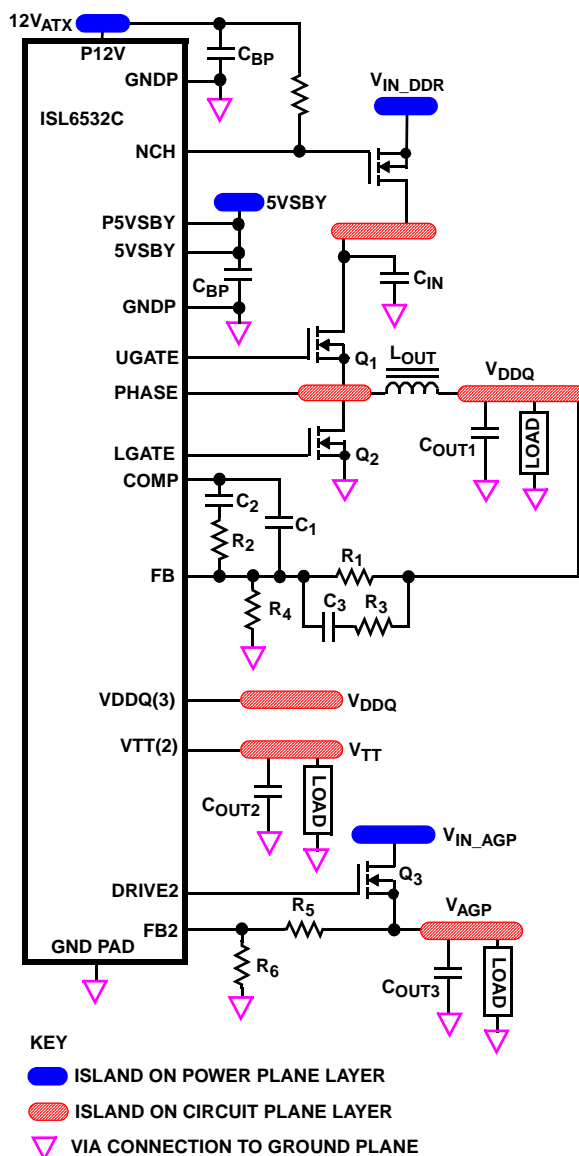 12VATX
P12V
CBP
GNDP
VIN_DDR
ISL6532C
NCH
5VSBY
P5VSBY
5VSBY
CBP
CIN
GNDP
UGATE
Q1
LOUT
VDDQ
PHASE
COUT1
LOAD
LGATE
Q2
COMP
C2
C1
R2
R1
FB
C3
R3
R4
VDDQ(3)
VDDQ
VTT(2)
VTT
COUT2
LOAD
VIN_AGP
Q3
DRIVE2
R5
VAGP
FB2
GND PAD
R6
COUT3
LOAD
KEY
ISLAND ON POWER PLANE LAYER
ISLAND ON CIRCUIT PLANE LAYER
VIA CONNECTION TO GROUND PLANE